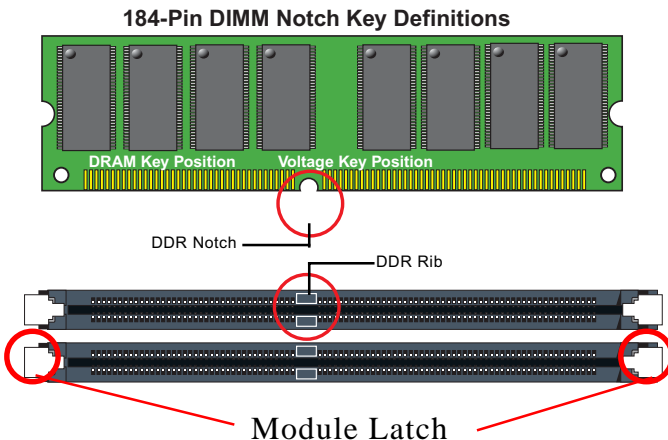 184-Pin DIMM Notch Key Definitions
DRAM Key Position Voltage Key Position
DDR Notch
DDR Rib
Module Latch